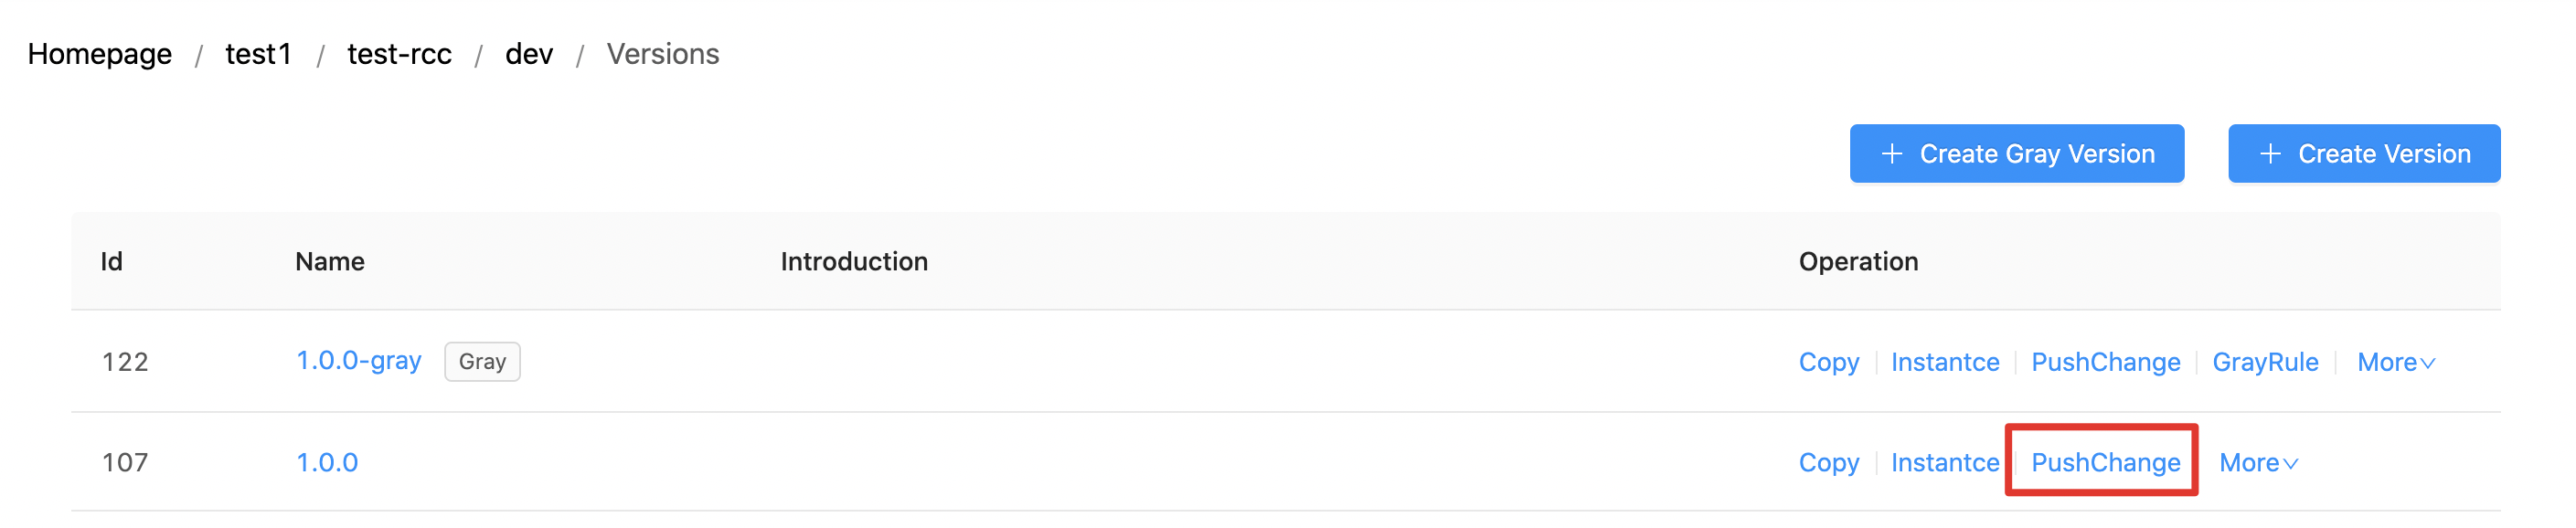 Homepage / test1 / test-rcc / dev / Versions
+ Create Gray Version + Create Version
Id Name Introduction Operation
122 1.0.0-gray Gray Copy Instantce PushChange GrayRule More
107 1.0.0 Copy Instantce PushChange More